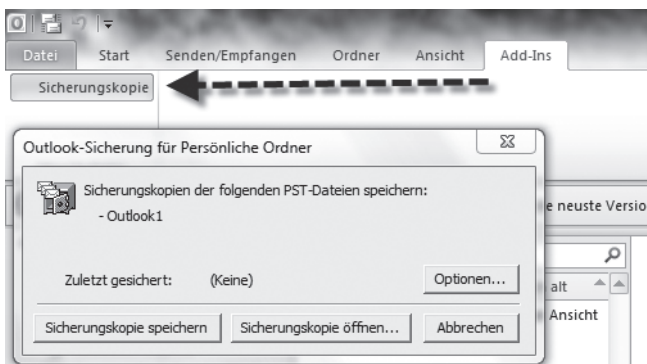 Datei Start Senden/Empfangen Ordner Ansicht Add-Ins
Sicherungskopie
Outlook-Sicherung für Persönliche Ordner
Sicherungskopien der folgenden PST-Dateien speichern:
- Outlook1
e neuste Versio
Zuletzt gesichert: (Keine) Optionen...
alt
Ansicht
Sicherungskopie speichern Sicherungskopie öffnen... Abbrechen